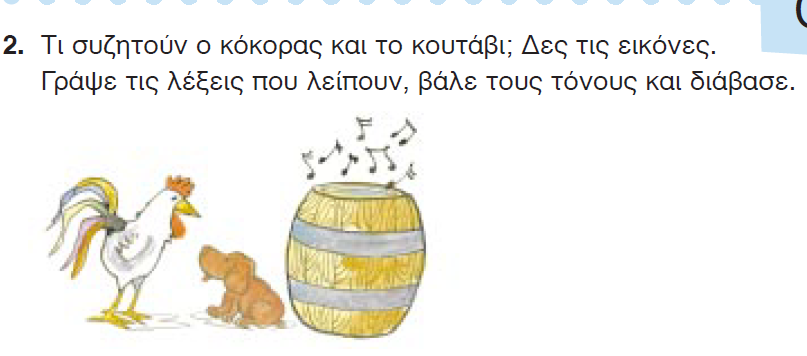 2. Τι συζητούν ο κόκορας και το κουτάβι; Δες τις εικόνες.
Γράψε τις λέξεις που λείπουν, βάλε τους τόνους και διάβασε.